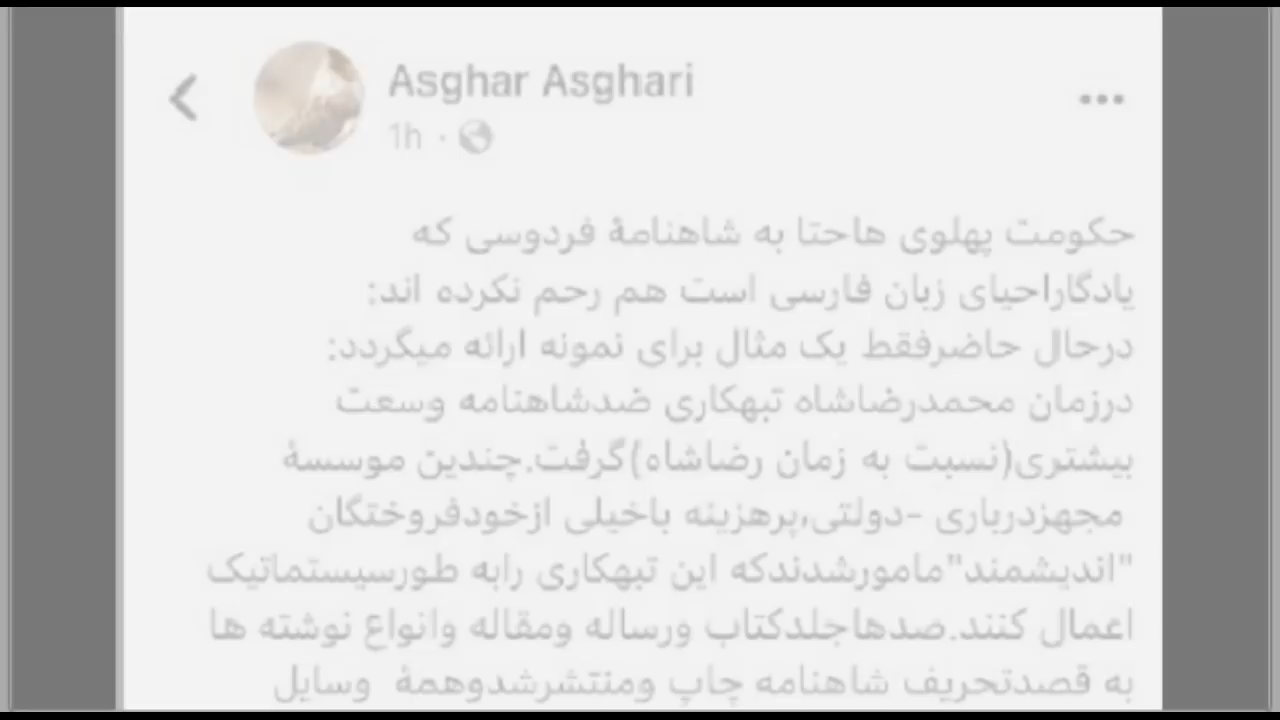 Asghar Asghari
1h ·
حکومت پهلوی هاحتا به شاهنامهٔ فردوسی که
یادگاراحیای زبان فارسی است هم رحم نکرده اند:
درحال حاضرفقط یک مثال برای نمونه ارائه میگردد:
درزمان محمدرضاشاه تبهکاری ضدشاهنامه وسعت
بیشتری(نسبت به زمان رضاشاه)گرفت.چندین موسسهٔ
مجهزدرباری -دولتی،پرهزینه باخیلی ازخودفروختگان
"اندیشمند"مامورشدندکه این تبهکاری رابه طورسیستماتیک
اعمال کنند.صدهاجلدکتاب ورساله ومقاله وانواع نوشته ها
به قصدتحریف شاهنامه چاپ ومنتشرشدوهمهٔ وسایل